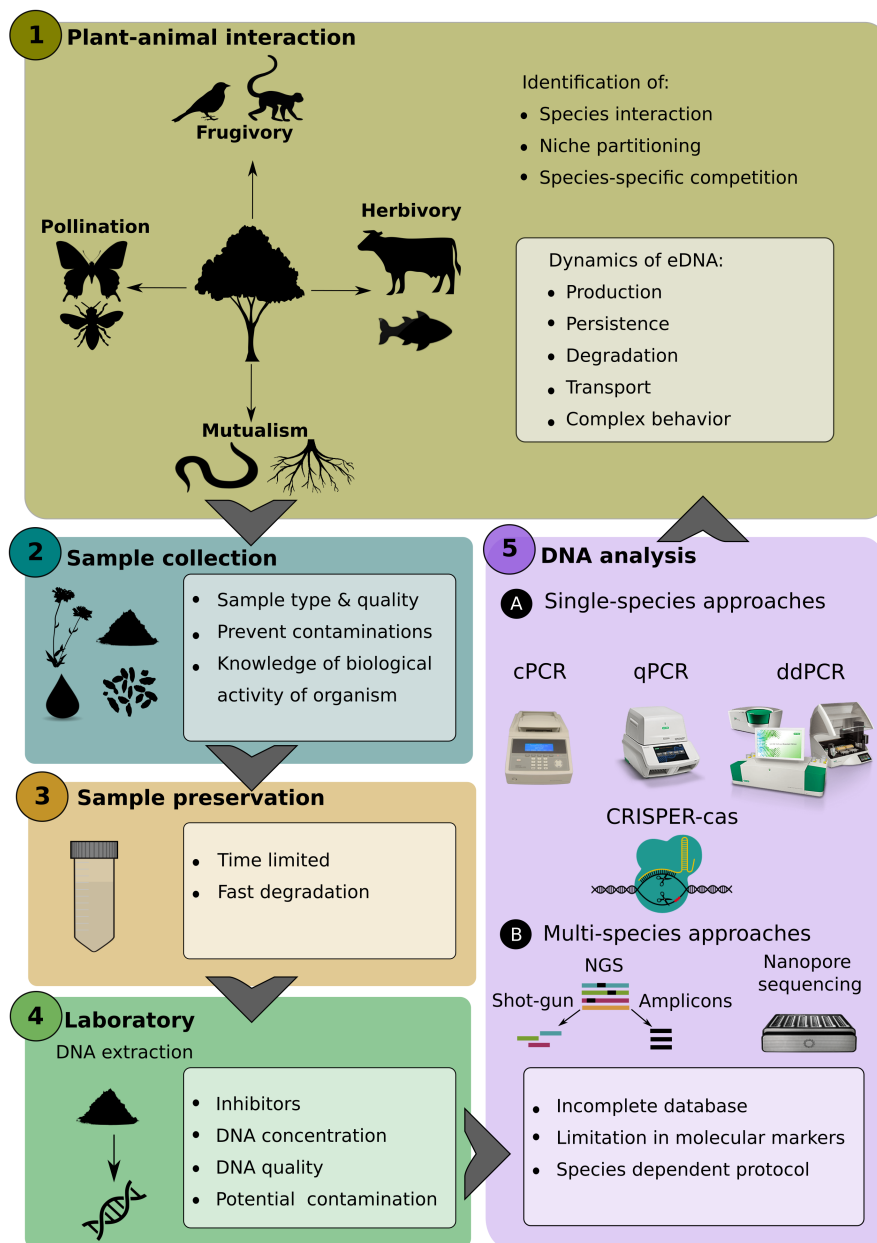 1 Plant-animal interaction
Frugivory
Pollination
Herbivory
Mutualism
Identification of:
• Species interaction
• Niche partitioning
• Species-specific competition
Dynamics of eDNA:
• Production
• Persistence
• Degradation
• Transport
• Complex behavior
2 Sample collection
• Sample type & quality
• Prevent contaminations
• Knowledge of biological
activity of organism
3 Sample preservation
• Time limited
• Fast degradation
4 Laboratory
DNA extraction
• Inhibitors
• DNA concentration
• DNA quality
• Potential contamination
5 DNA analysis
A Single-species approaches
cPCR qPCR ddPCR
CRISPER-cas
B Multi-species approaches
NGS
Shot-gun Amplicons
Nanopore
sequencing
• Incomplete database
• Limitation in molecular markers
• Species dependent protocol